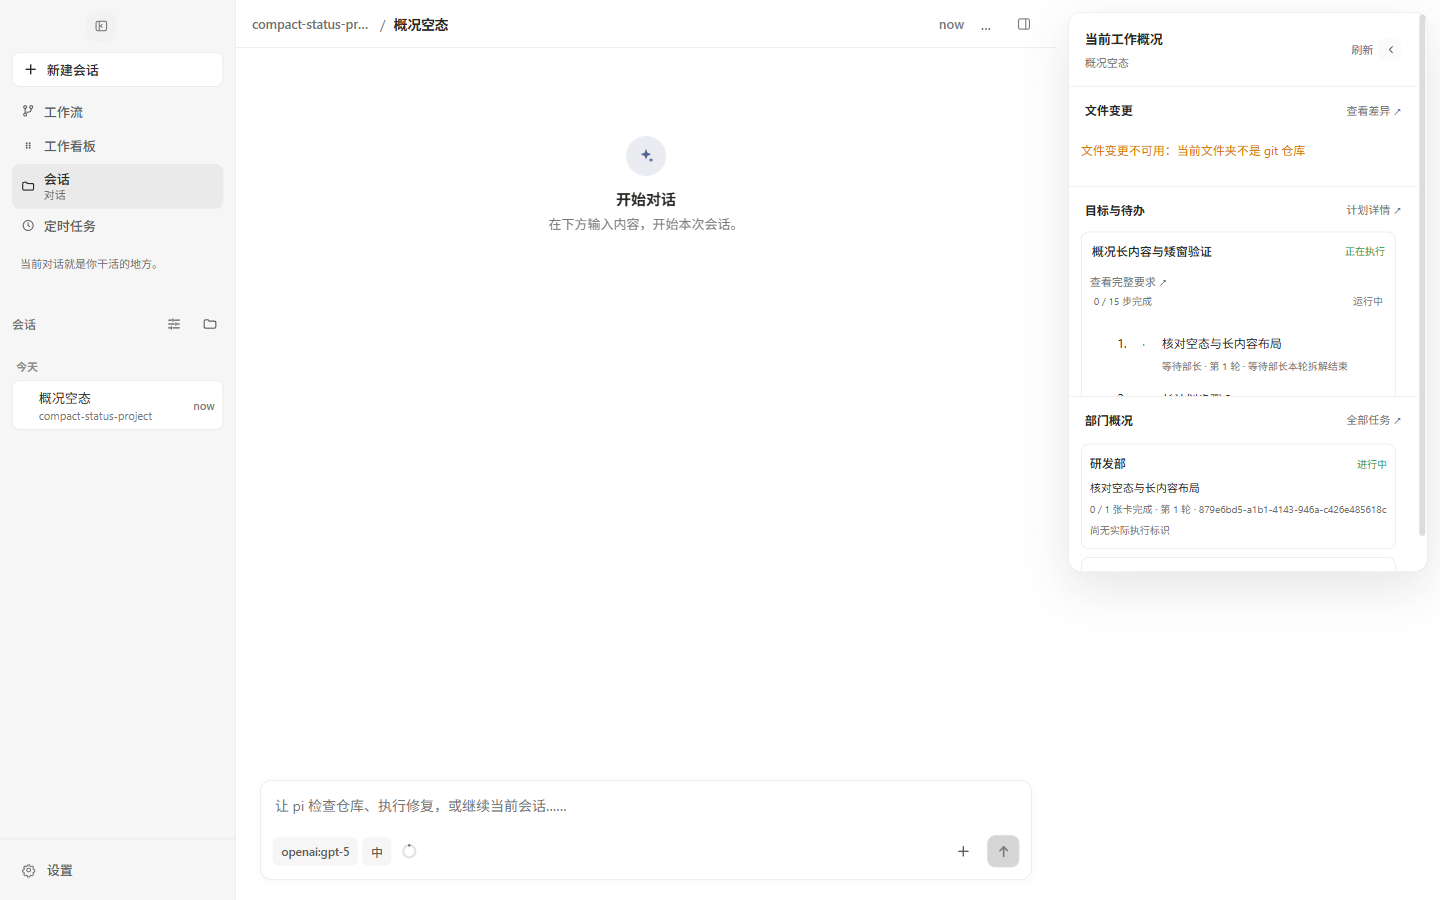 新建会话
工作流
工作看板
会话
对话
定时任务
当前对话就是你干活的地方。
会话
今天
概况空态
compact-status-project
now
设置
compact-status-pr... / 概况空态
now
...
开始对话
在下方输入内容，开始本次会话。
让 pi 检查仓库、执行修复，或继续当前会话......
openai:gpt-5
中
当前工作概况
概况空态
刷新
文件变更
查看差异 ↗
文件变更不可用：当前文件夹不是 git 仓库
目标与待办
计划详情 ↗
概况长内容与矮窗验证
正在执行
查看完整要求 ↗
0 / 15 步完成
运行中
1. · 核对空态与长内容布局
等待部长 · 第 1 轮 · 等待部长本轮拆解结束
部门概况
全部任务 ↗
研发部
进行中
核对空态与长内容布局
0 / 1 张卡完成 · 第 1 轮 · 879e6bd5-a1b1-4143-946a-c426e485618c
尚无实际执行标识